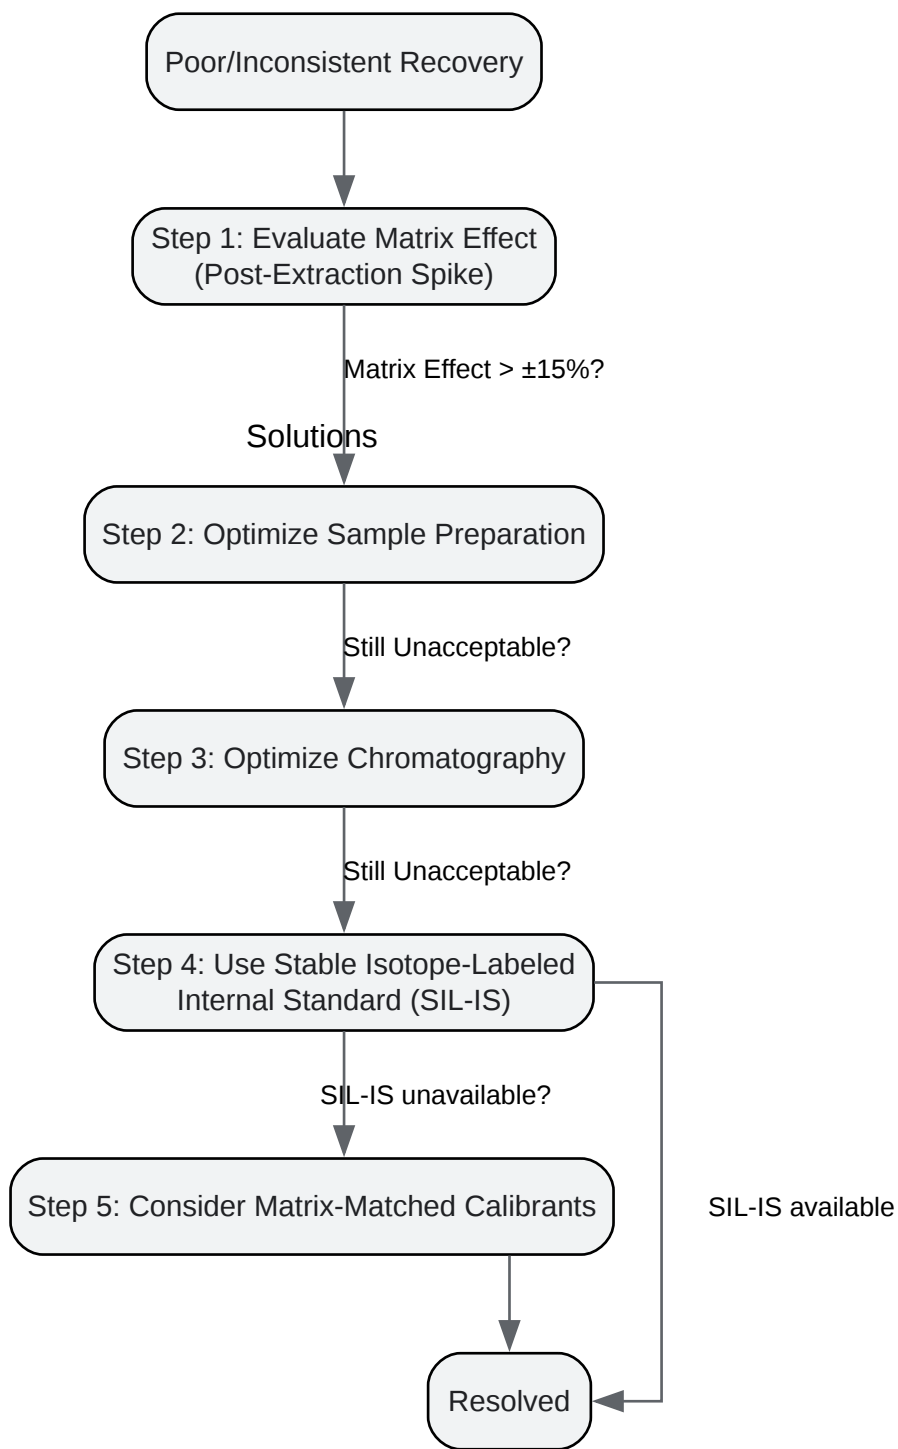 Poor/Inconsistent Recovery
Step 1: Evaluate Matrix Effect
(Post-Extraction Spike)
Matrix Effect > ±15%?
Solutions
Step 2: Optimize Sample Preparation
Still Unacceptable?
Step 3: Optimize Chromatography
Still Unacceptable?
Step 4: Use Stable Isotope-Labeled
Internal Standard (SIL-IS)
SIL-IS unavailable?
Step 5: Consider Matrix-Matched Calibrants
SIL-IS available
Resolved